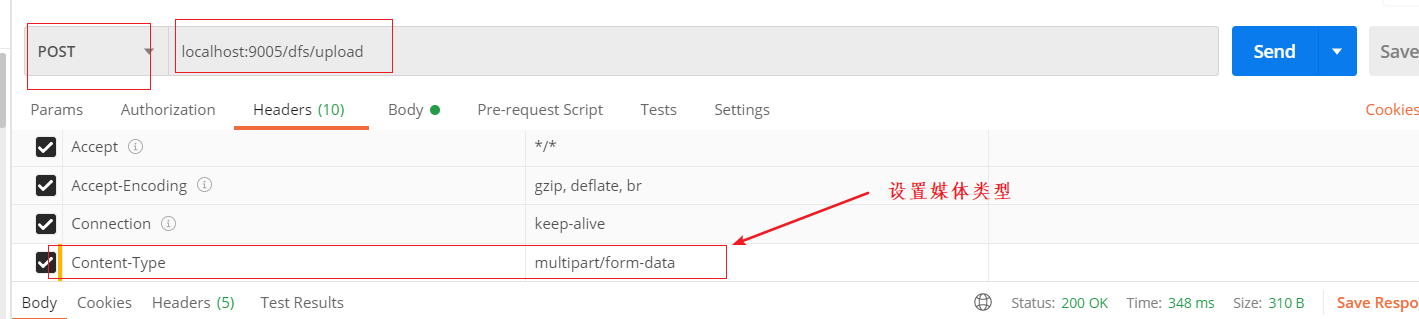 POST localhost:9005/dfs/upload Send Save
Params Authorization Headers (10) Body Pre-request Script Tests Settings Cookies
Accept */*
Accept-Encoding gzip, deflate, br
设置媒体类型
Connection keep-alive
Content-Type multipart/form-data
Body Cookies Headers (5) Test Results Status: 200 OK Time: 348 ms Size: 310 B Save Respo